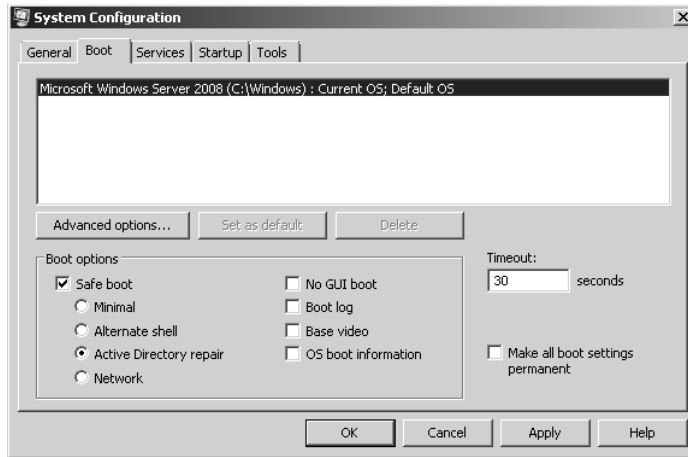 System Configuration
General Boot Services Startup Tools
Microsoft Windows Server 2008 (C:\Windows) : Current OS; Default OS
Advanced options... Set as default Delete
Boot options
Timeout:
Safe boot No GUI boot 30 seconds
Minimal Boot log
Alternate shell Base video
Active Directory repair OS boot information Make all boot settings
permanent
Network
OK Cancel Apply Help